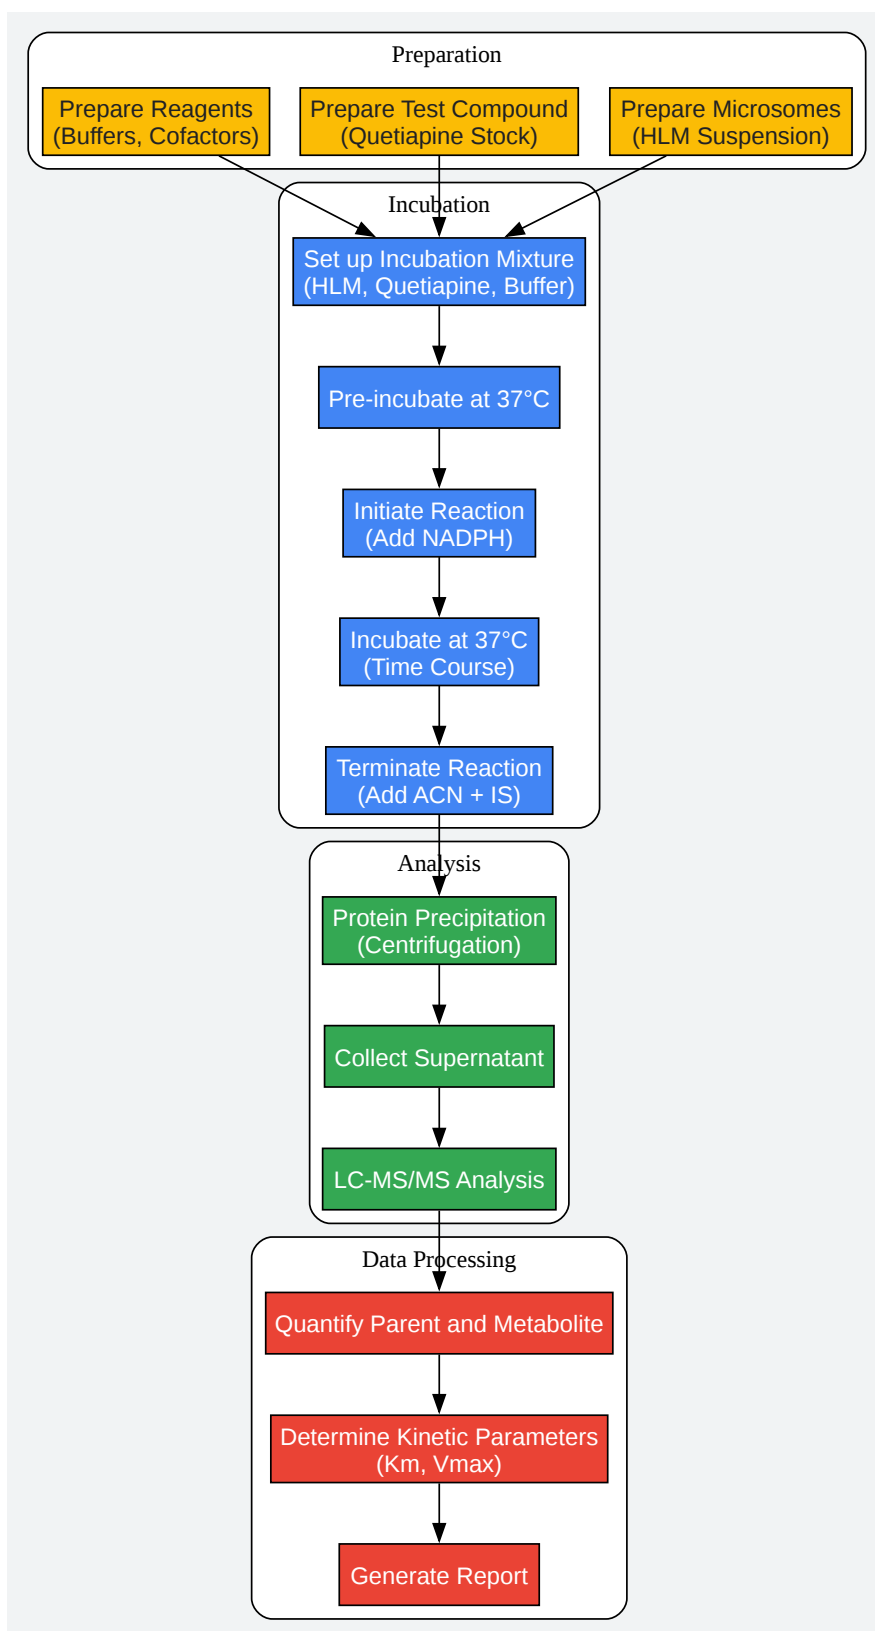 Preparation
Prepare Reagents
(Buffers, Cofactors)
Prepare Test Compound
(Quetiapine Stock)
Prepare Microsomes
(HLM Suspension)
Incubation
Set up Incubation Mixture
(HLM, Quetiapine, Buffer)
Pre-incubate at 37°C
Initiate Reaction
(Add NADPH)
Incubate at 37°C
(Time Course)
Terminate Reaction
(Add ACN + IS)
Analysis
Protein Precipitation
(Centrifugation)
Collect Supernatant
LC-MS/MS Analysis
Data Processing
Quantify Parent and Metabolite
Determine Kinetic Parameters
(Km, Vmax)
Generate Report